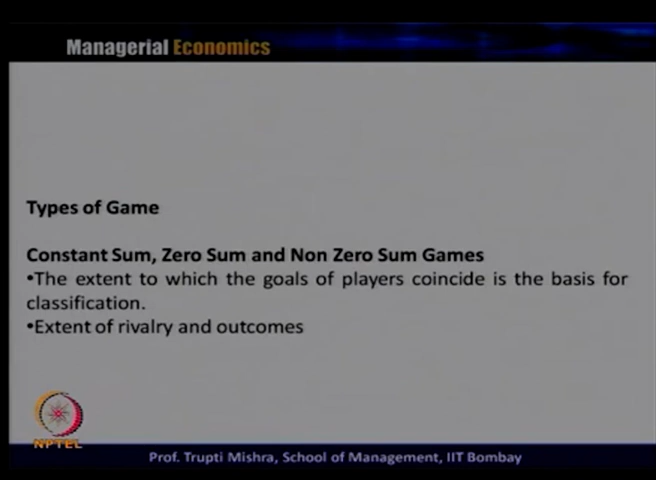 Managerial Economics
Types of Game
Constant Sum, Zero Sum and Non Zero Sum Games
•The extent to which the goals of players coincide is the basis for
classification.
•Extent of rivalry and outcomes
NPTEL
Prof. Trupti Mishra, School of Management, IIT Bombay